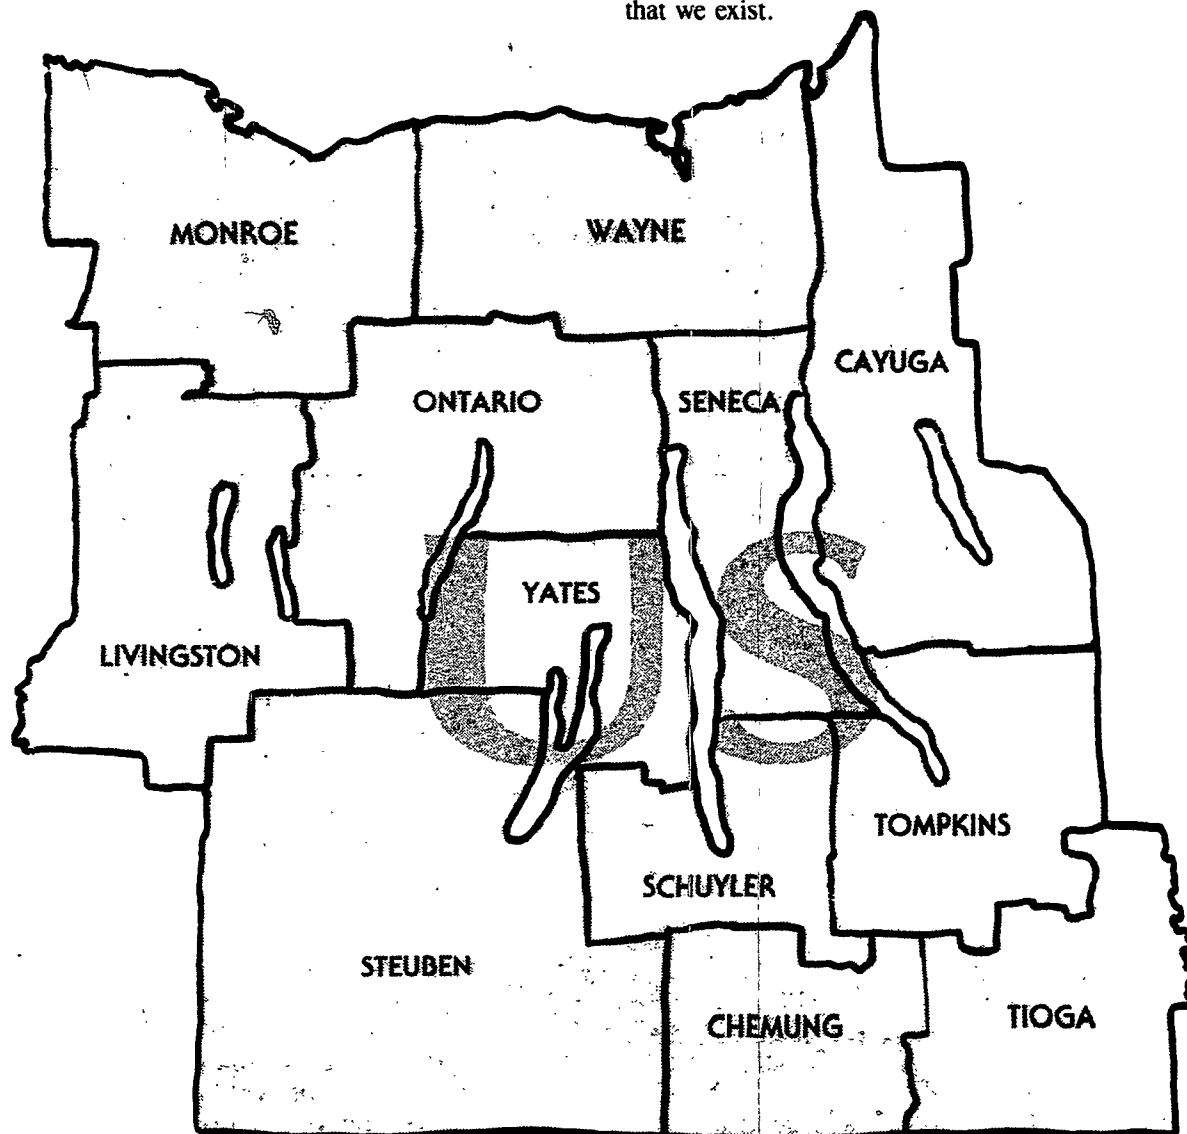 that we exist.
MONROE
WAYNE
CAYUGA
ONTARIO
SENECA
US
YATES
LIVINGSTON
TOMPKINS
SCHUYLER
STEUBEN
CHEMUNG
TIOGA